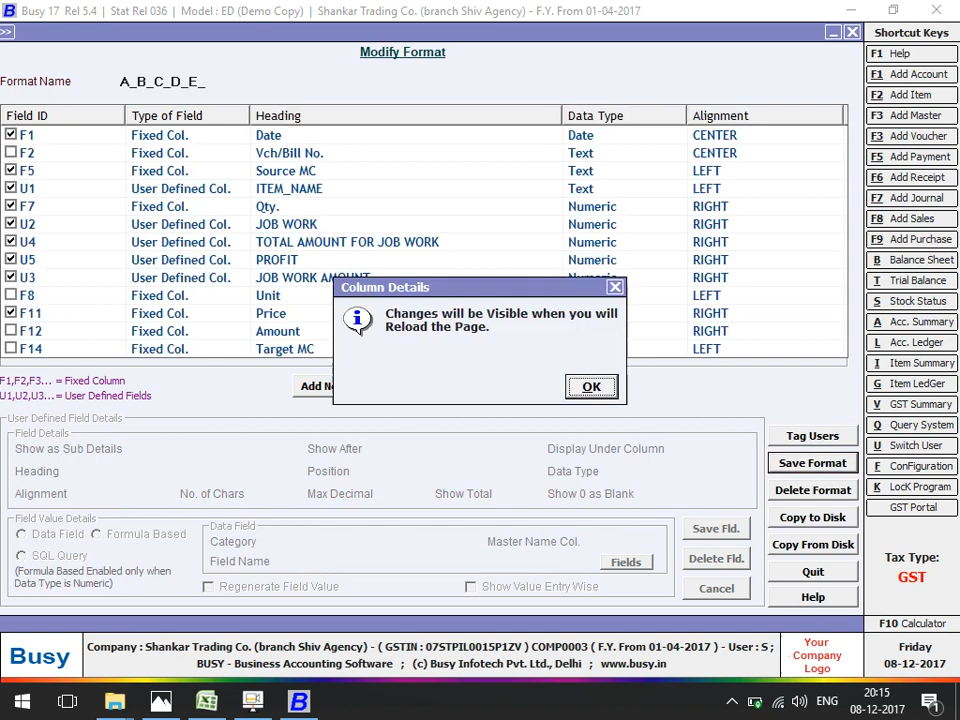 Busy 17 Rel 5.4 | Stat Rel 036 | Model : ED (Demo Copy) | Shankar Trading Co. (branch Shiv Agency) - F.Y. From 01-04-2017
>>
Modify Format
Format Name A_B_C_D_E_
Field ID Type of Field Heading Data Type Alignment
F1 Fixed Col. Date Date CENTER
F2 Fixed Col. Vch/Bill No. Text CENTER
F5 Fixed Col. Source MC Text LEFT
U1 User Defined Col. ITEM_NAME Text LEFT
F7 Fixed Col. Qty. Numeric RIGHT
U2 User Defined Col. JOB WORK Numeric RIGHT
U4 User Defined Col. TOTAL AMOUNT FOR JOB WORK Numeric RIGHT
U5 User Defined Col. PROFIT Numeric RIGHT
U3 User Defined Col. JOB WORK AMOUNT Numeric RIGHT
F8 Fixed Col. Unit LEFT
F11 Fixed Col. Price RIGHT
F12 Fixed Col. Amount RIGHT
F14 Fixed Col. Target MC LEFT
Column Details
Changes will be Visible when you will
Reload the Page.
OK
F1,F2,F3... = Fixed Column
U1,U2,U3... = User Defined Fields
Add Ne
User Defined Field Details
Field Details
Show as Sub Details Show After Display Under Column
Heading Position Data Type
Alignment No. of Chars Max Decimal Show Total Show 0 as Blank
Field Value Details
Data Field Formula Based
SQL Query
(Formula Based Enabled only when
Data Type is Numeric)
Data Field
Category Master Name Col.
Field Name Fields
Regenerate Field Value Show Value Entry Wise
Save Fld.
Delete Fld.
Cancel
Tag Users
Save Format
Delete Format
Copy to Disk
Copy From Disk
Quit
Help
Shortcut Keys
F1 Help
F1 Add Account
F2 Add Item
F3 Add Master
F3 Add Voucher
F5 Add Payment
F6 Add Receipt
F7 Add Journal
F8 Add Sales
F9 Add Purchase
B Balance Sheet
T Trial Balance
S Stock Status
A Acc. Summary
L Acc. Ledger
I Item Summary
G Item LedGer
V GST Summary
Q Query System
U Switch User
F ConFiguration
K LocK Program
GST Portal
Tax Type:
GST
F10 Calculator
Busy
Company : Shankar Trading Co. (branch Shiv Agency) - ( GSTIN : 07STPIL0015P1ZV ) COMP0003 ( F.Y. From 01-04-2017 ) - User : S ;
BUSY - Business Accounting Software ; (c) Busy Infotech Pvt. Ltd., Delhi ; www.busy.in
Your
Company
Logo
Friday
08-12-2017
B
ENG
20:15
08-12-2017
1